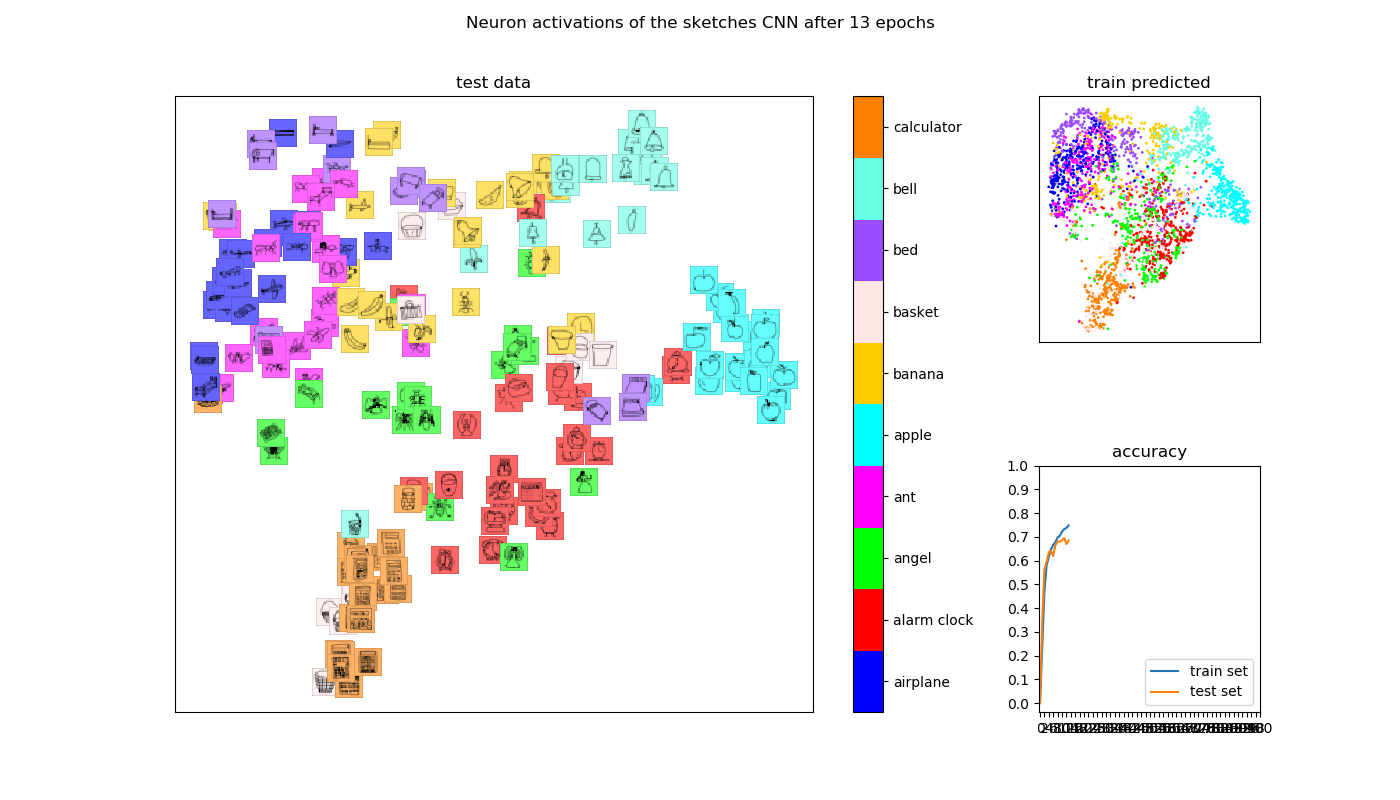 Neuron activations of the sketches CNN after 13 epochs
test data
calculator
bell
bed
basket
banana
apple
ant
angel
alarm clock
airplane
train predicted
accuracy
1.0
0.9
0.8
0.7
0.6
0.5
0.4
0.3
0.2
0.1
0.0
train set
test set